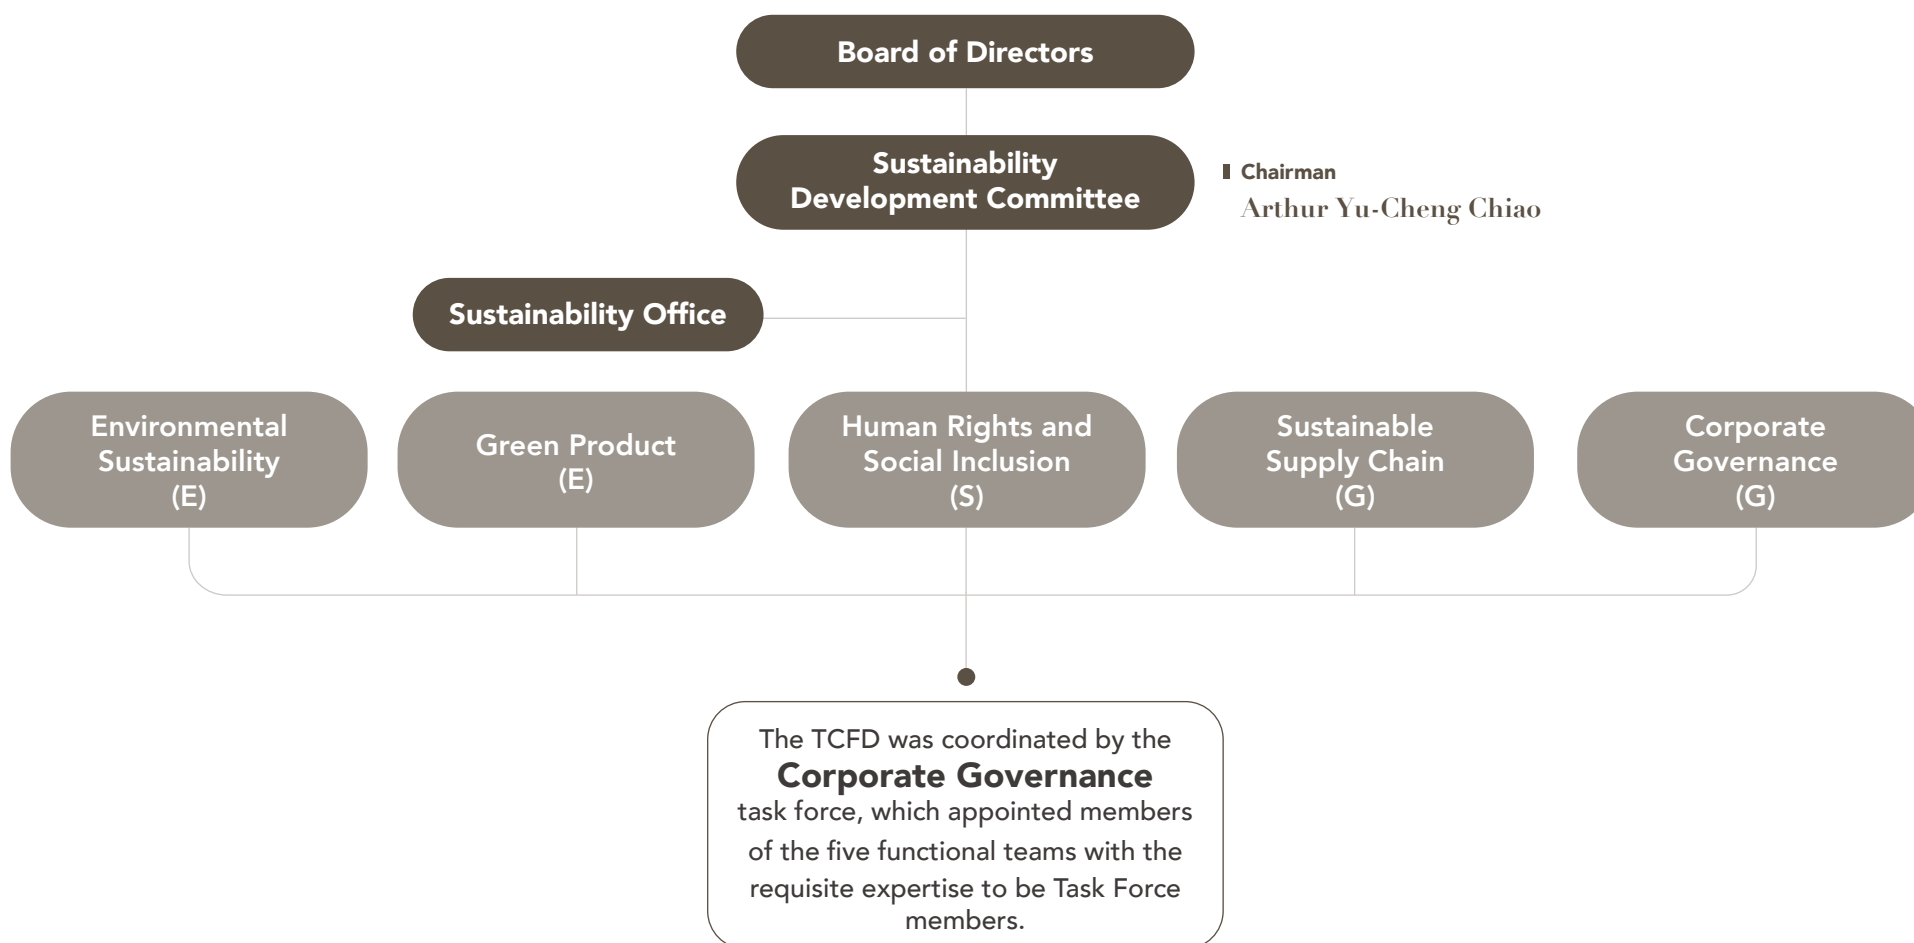 Board of Directors
Sustainability
Development Committee
Chairman
Arthur Yu-Cheng Chiao
Sustainability Office
Environmental
Sustainability
(E)
Green Product
(E)
Human Rights and
Social Inclusion
(S)
Sustainable
Supply Chain
(G)
Corporate
Governance
(G)
The TCFD was coordinated by the
Corporate Governance
task force, which appointed members
of the five functional teams with the
requisite expertise to be Task Force
members.